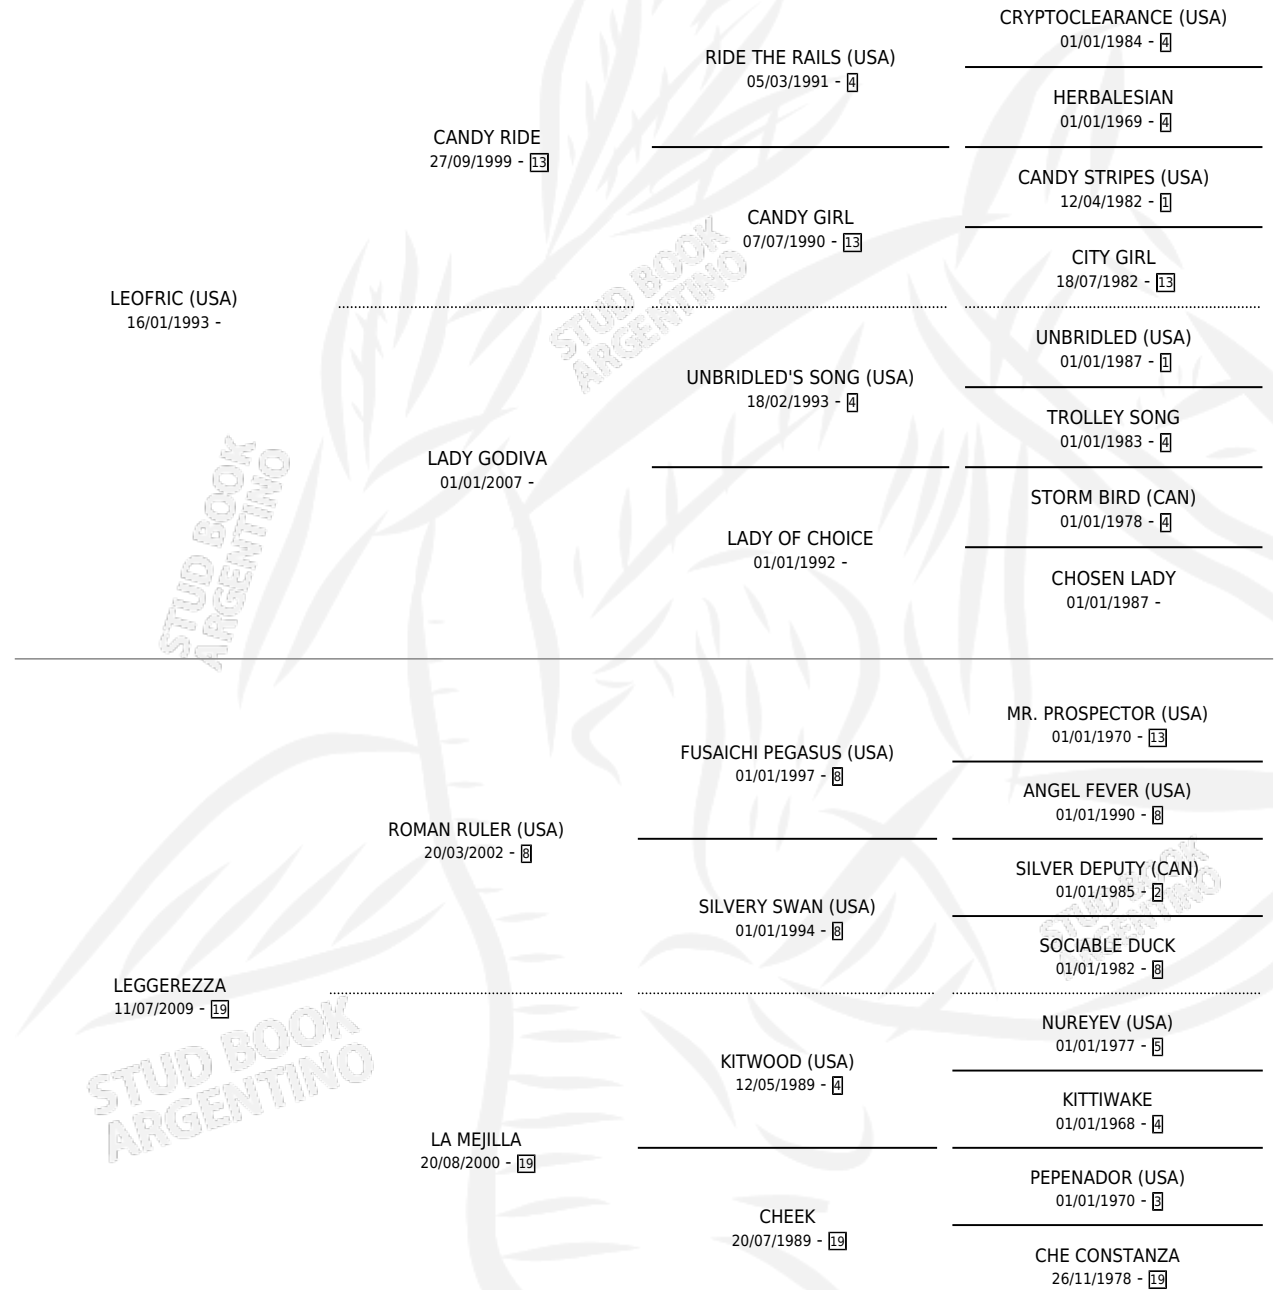 CRYPTOCLEARANCE (USA)
01/01/1984 - 4
RIDE THE RAILS (USA)
05/03/1991 - 4
HERBALESIAN
01/01/1969 - 4
CANDY RIDE
27/09/1999 - 13
CANDY STRIPES (USA)
12/04/1982 - 1
CANDY GIRL
07/07/1990 - 13
CITY GIRL
18/07/1982 - 13
LEOFRIC (USA)
16/01/1993 -
UNBRIDLED (USA)
01/01/1987 - 1
UNBRIDLED'S SONG (USA)
18/02/1993 - 4
TROLLEY SONG
01/01/1983 - 4
LADY GODIVA
01/01/2007 -
STORM BIRD (CAN)
01/01/1978 - 4
LADY OF CHOICE
01/01/1992 -
CHOSEN LADY
01/01/1987 -
MR. PROSPECTOR (USA)
01/01/1970 - 13
FUSAICHI PEGASUS (USA)
01/01/1997 - 8
ANGEL FEVER (USA)
01/01/1990 - 8
ROMAN RULER (USA)
20/03/2002 - 8
SILVER DEPUTY (CAN)
01/01/1985 - 2
SILVERY SWAN (USA)
01/01/1994 - 8
SOCIABLE DUCK
01/01/1982 - 8
LEGGEREZZA
11/07/2009 - 19
NUREYEV (USA)
01/01/1977 - 5
KITWOOD (USA)
12/05/1989 - 4
KITTIWAKE
01/01/1968 - 4
LA MEJILLA
20/08/2000 - 19
PEPENADOR (USA)
01/01/1970 - 3
CHEEK
20/07/1989 - 19
CHE CONSTANZA
26/11/1978 - 19
STUD BOOK
ARGENTINO
STUD BOOK
ARGENTINO
STUD BOOK
ARGENTINO
STUD BOOK
ARGENTINO